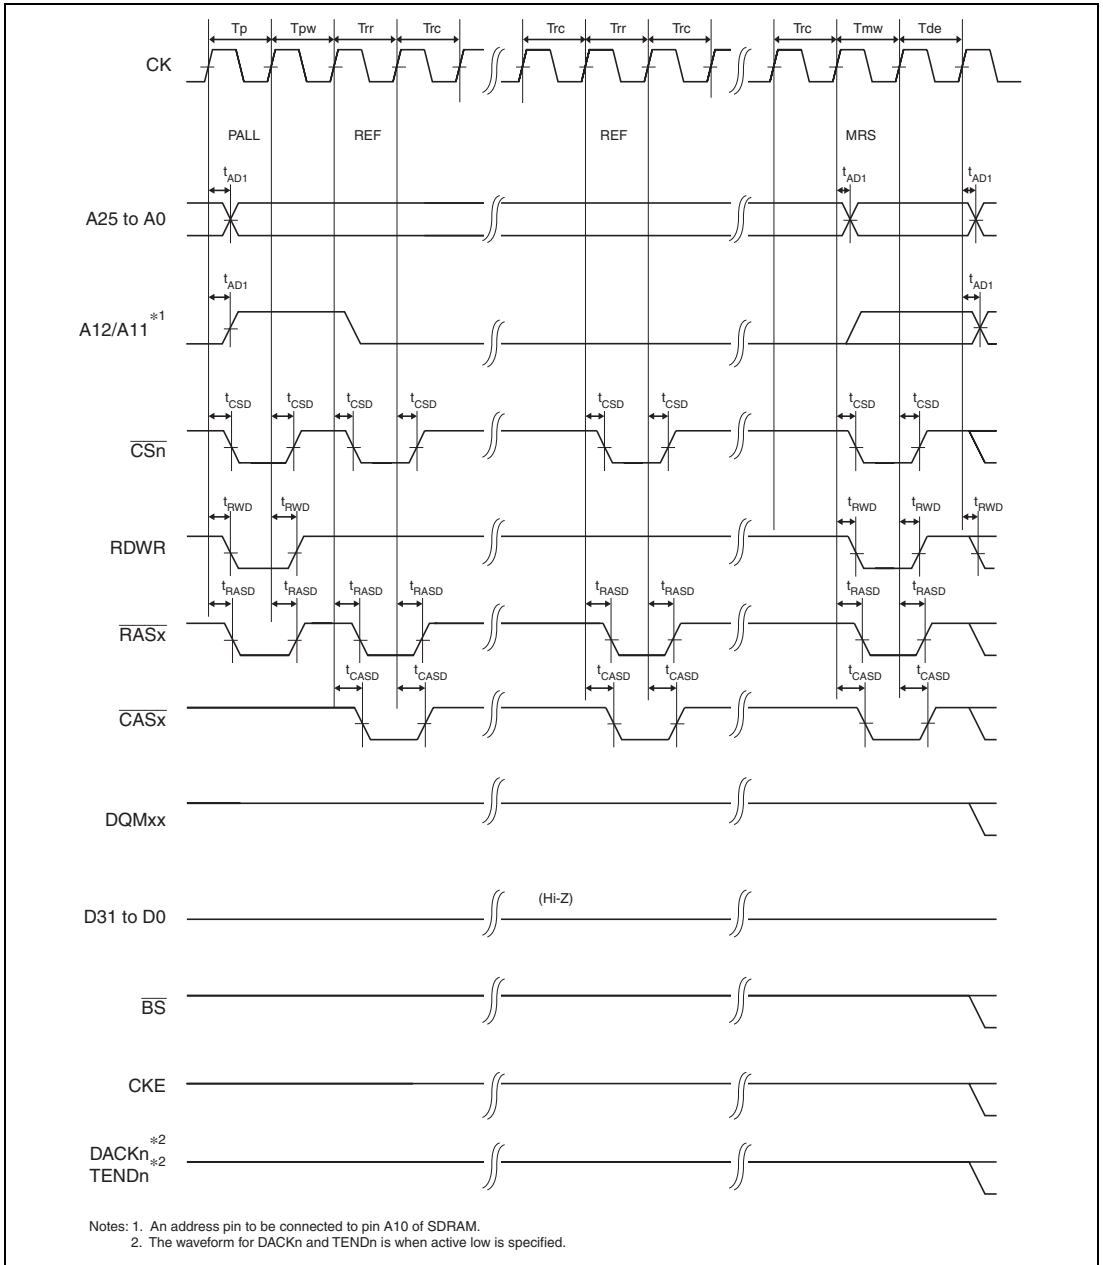 Tp Tpw Trr Trc Trc Trr Trc Trc Tmw Tde
CK
PALL REF REF MRS
tAD1 tAD1 tAD1
A25 to A0
tAD1 tAD1
A12/A11*1
tCSD tCSD tCSD tCSD tCSD tCSD tCSD tCSD
CSn
tRWD tRWD tRWD tRWD tRWD
RDWR
tRASD tRASD tRASD tRASD tRASD tRASD tRASD tRASD
RASx
tCASD tCASD tCASD tCASD tCASD tCASD
CASx
DQMxx
(Hi-Z)
D31 to D0
BS
CKE
DACKn*2
TENDn*2
Notes: 1. An address pin to be connected to pin A10 of SDRAM.
2. The waveform for DACKn and TENDn is when active low is specified.